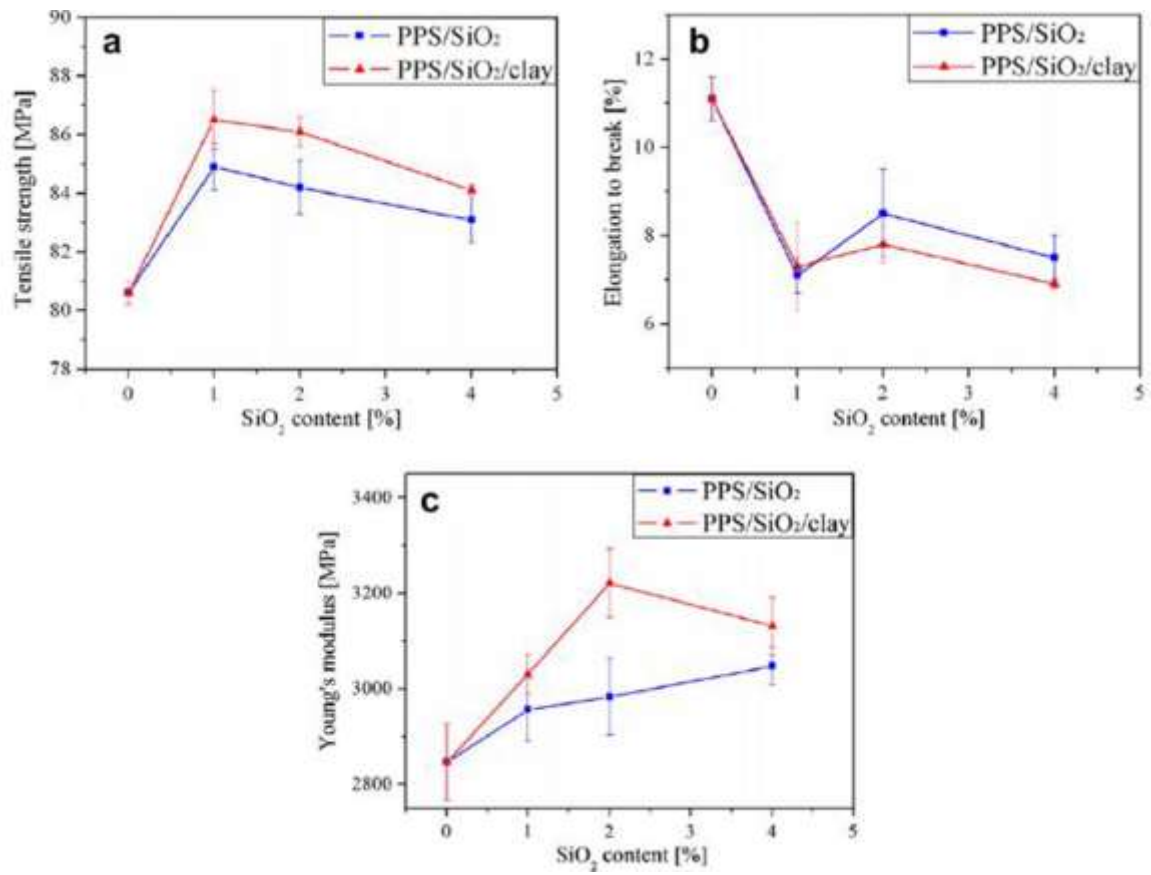 a
PPS/SiO₂
PPS/SiO₂/clay
Tensile strength [MPa]
90
88
86
84
82
80
78
0 1 2 3 4 5
SiO₂ content [%]
b
PPS/SiO₂
PPS/SiO₂/clay
Elongation to break [%]
12
10
8
6
0 1 2 3 4 5
SiO₂ content [%]
c
PPS/SiO₂
PPS/SiO₂/clay
Young's modulus [MPa]
3400
3200
3000
2800
0 1 2 3 4 5
SiO₂ content [%]